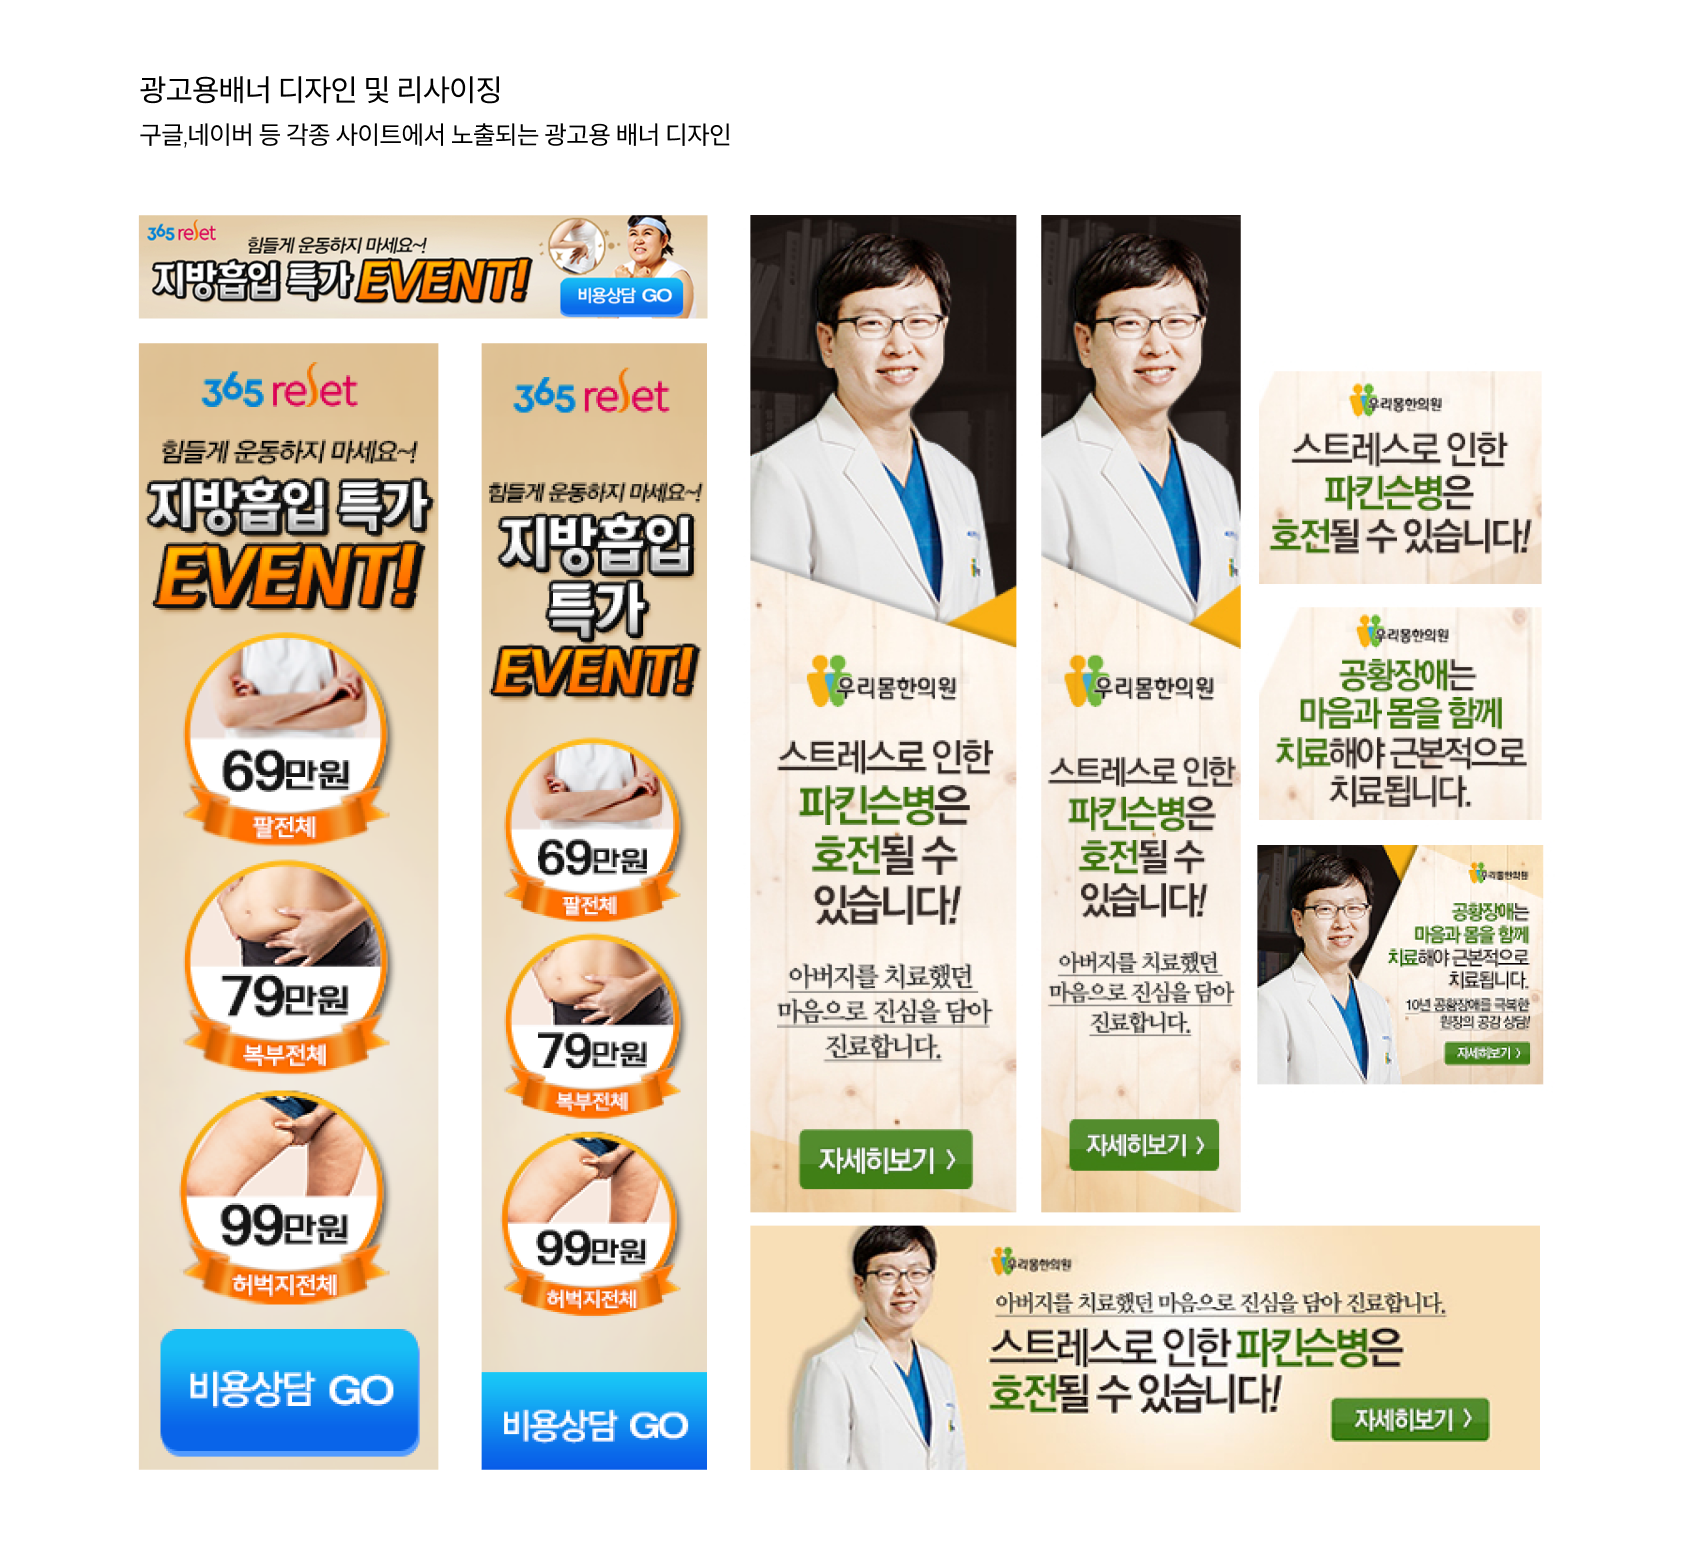 광고용배너 디자인 및 리사이징
구글,네이버 등 각종 사이트에서 노출되는 광고용 배너 디자인
365 reset
힘들게 운동하지 마세요~!
지방흡입 특가 EVENT!
비용상담 GO
365 reset
힘들게 운동하지 마세요~!
지방흡입 특가
EVENT!
69만원
팔전체
79만원
복부전체
99만원
허벅지전체
비용상담 GO
365 reset
힘들게 운동하지 마세요~!
지방흡입
특가
EVENT!
69만원
팔전체
79만원
복부전체
99만원
허벅지전체
비용상담 GO
우리몸한의원
스트레스로 인한
파킨슨병은
호전될 수
있습니다!
아버지를 치료했던
마음으로 진심을 담아
진료합니다.
자세히보기 >
우리몸한의원
스트레스로 인한
파킨슨병은
호전될 수
있습니다!
아버지를 치료했던
마음으로 진심을 담아
진료합니다.
자세히보기 >
우리몸한의원
스트레스로 인한
파킨슨병은
호전될 수 있습니다!
우리몸한의원
공황장애는
마음과 몸을 함께
치료해야 근본적으로
치료됩니다.
우리몸한의원
공황장애는
마음과 몸을 함께
치료해야 근본적으로
치료됩니다.
10년 공황장애를 극복한
원장의 공감 상담!
자세히보기 >
우리몸한의원
아버지를 치료했던 마음으로 진심을 담아 진료합니다.
스트레스로 인한 파킨슨병은
호전될 수 있습니다!
자세히보기 >